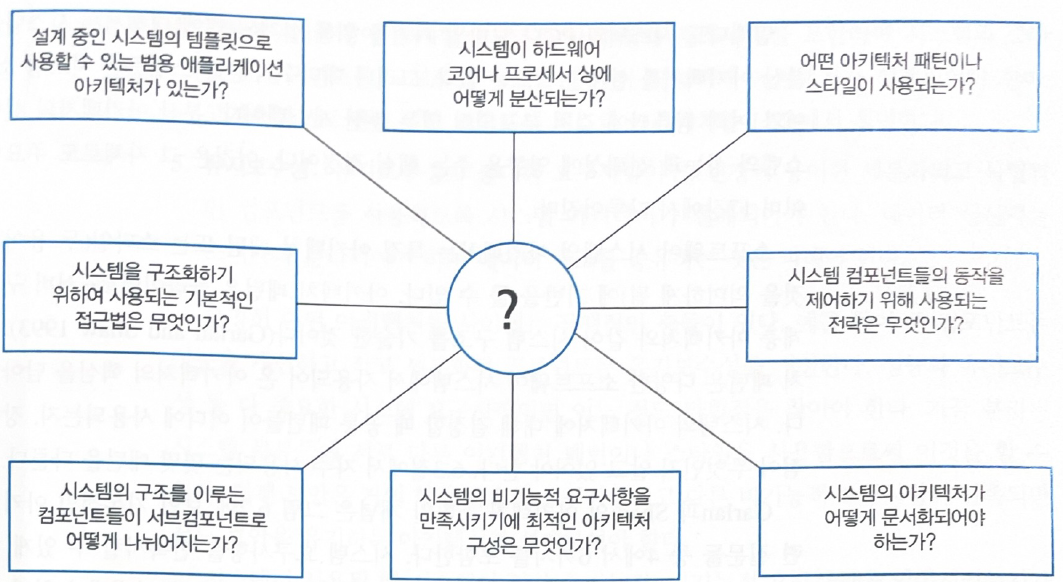 설계 중인 시스템의 템플릿으로
사용할 수 있는 범용 애플리케이션
아키텍처가 있는가?
시스템이 하드웨어
코어나 프로세서 상에
어떻게 분산되는가?
어떤 아키텍처 패턴이나
스타일이 사용되는가?
시스템을 구조화하기
위하여 사용되는 기본적인
접근법은 무엇인가?
?
시스템 컴포넌트들의 동작을
제어하기 위해 사용되는
전략은 무엇인가?
시스템의 구조를 이루는
컴포넌트들이 서브컴포넌트로
어떻게 나뉘어지는가?
시스템의 비기능적 요구사항을
만족시키기에 최적인 아키텍처
구성은 무엇인가?
시스템의 아키텍처가
어떻게 문서화되어야
하는가?